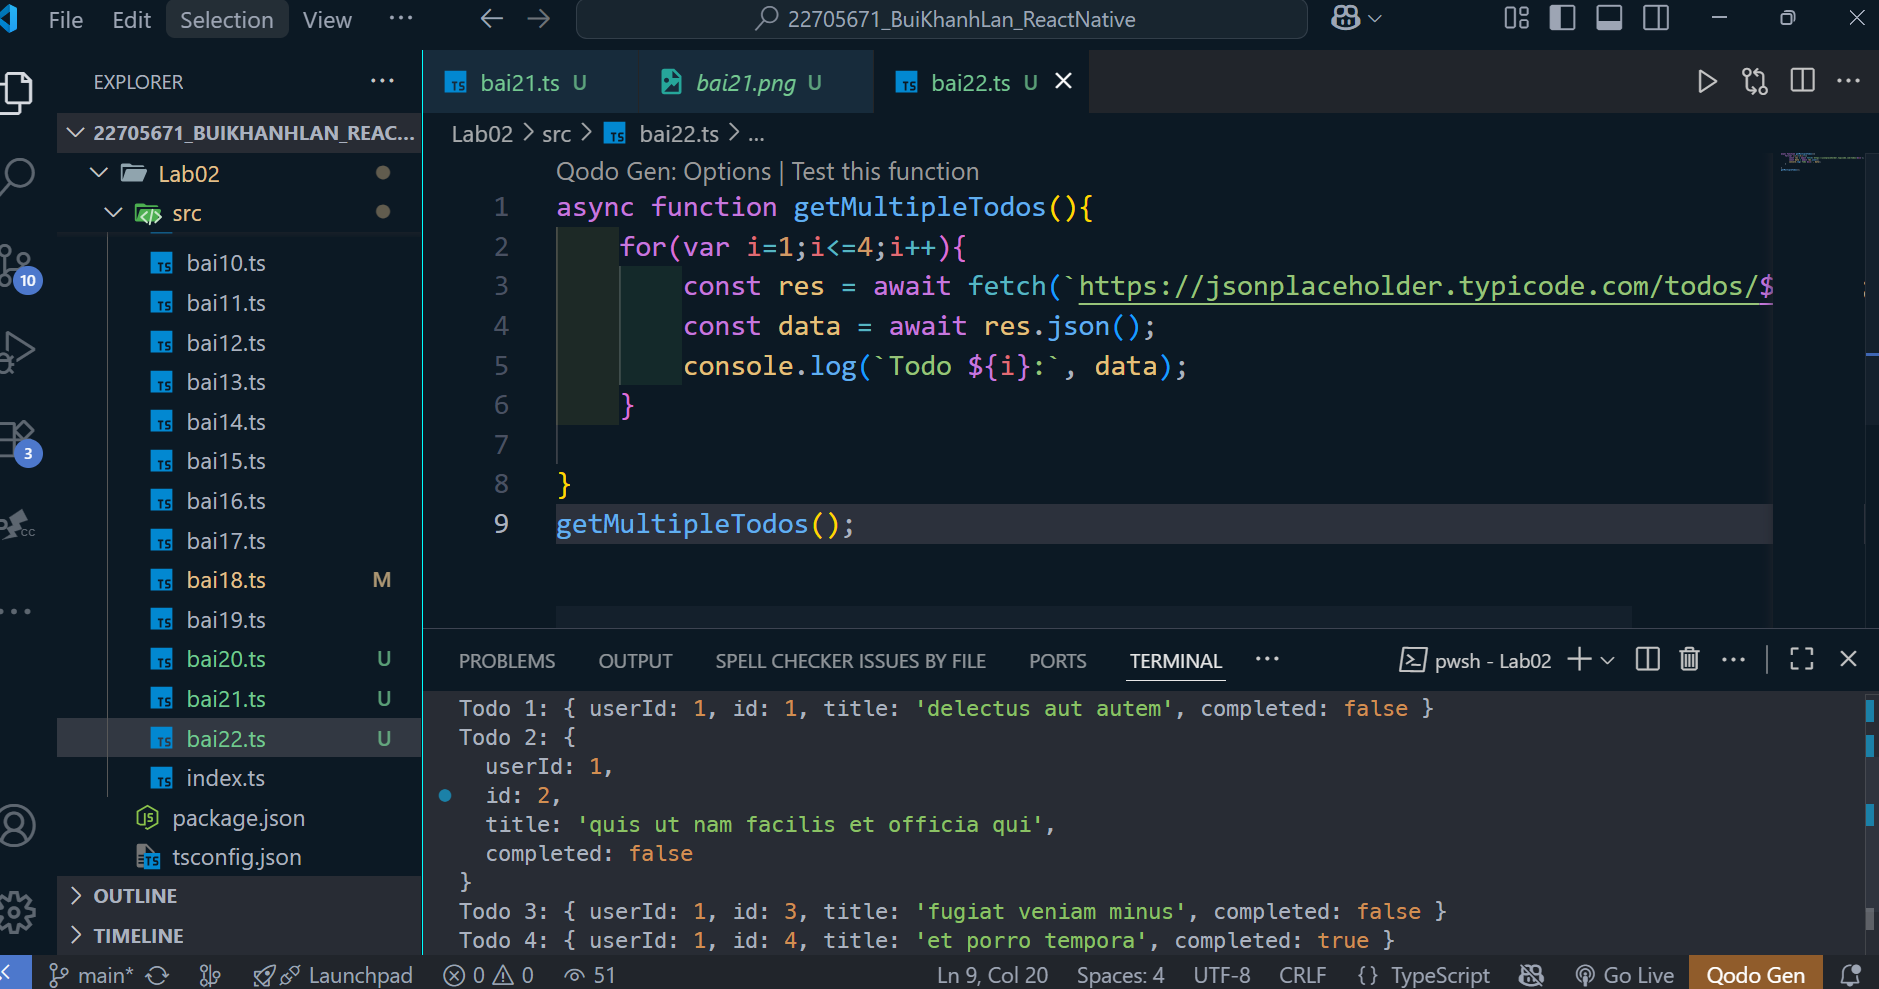 File Edit Selection View ··· 22705671_BuiKhanhLan_ReactNative
EXPLORER ···
22705671_BUIKHANHLAN_REAC...
Lab02
src
bai10.ts
bai11.ts
bai12.ts
bai13.ts
bai14.ts
bai15.ts
bai16.ts
bai17.ts
bai18.ts M
bai19.ts
bai20.ts U
bai21.ts U
bai22.ts U
index.ts
package.json
tsconfig.json
OUTLINE
TIMELINE
10
3
CC
bai21.ts U bai21.png U bai22.ts U
Lab02 > src > bai22.ts > ...
Qodo Gen: Options | Test this function
1 async function getMultipleTodos(){
2 for(var i=1;i<=4;i++){
3 const res = await fetch(`https://jsonplaceholder.typicode.com/todos/$
4 const data = await res.json();
5 console.log(`Todo ${i}:`, data);
6 }
7
8 }
9 getMultipleTodos();
PROBLEMS OUTPUT SPELL CHECKER ISSUES BY FILE PORTS TERMINAL ··· pwsh - Lab02
Todo 1: { userId: 1, id: 1, title: 'delectus aut autem', completed: false }
Todo 2: {
userId: 1,
id: 2,
title: 'quis ut nam facilis et officia qui',
completed: false
}
Todo 3: { userId: 1, id: 3, title: 'fugiat veniam minus', completed: false }
Todo 4: { userId: 1, id: 4, title: 'et porro tempora', completed: true }
main* Launchpad 0 0 51 Ln 9, Col 20 Spaces: 4 UTF-8 CRLF {} TypeScript Go Live Qodo Gen